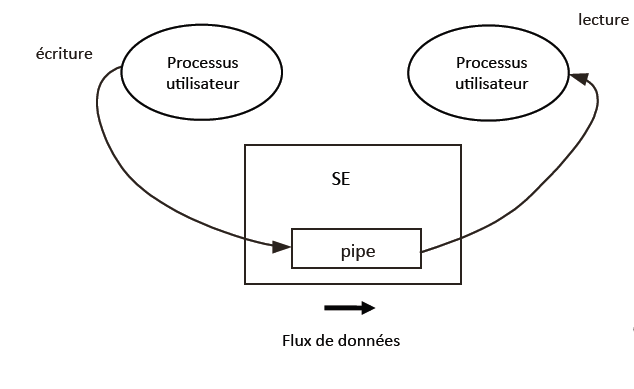 lecture
écriture
Processus
utilisateur
Processus
utilisateur
SE
pipe
Flux de données